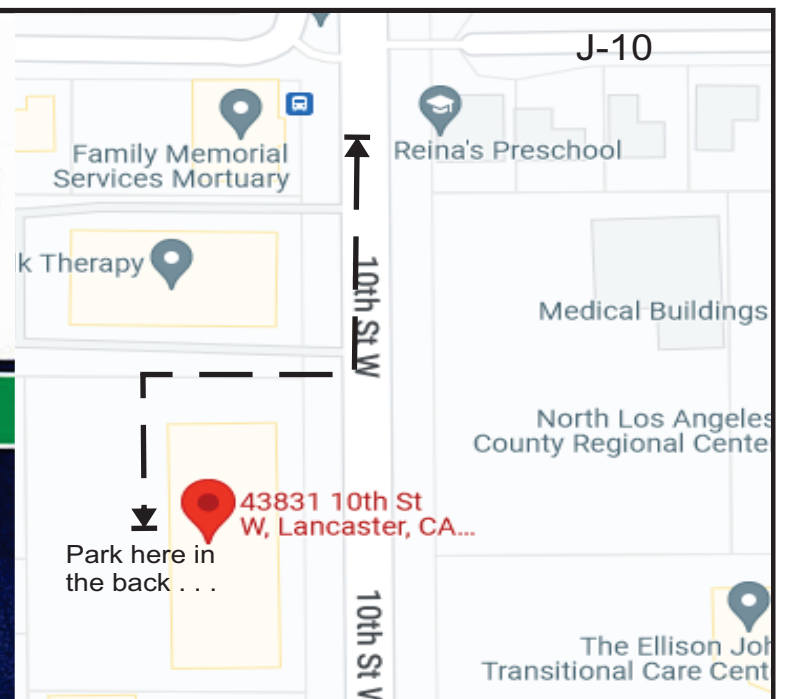 J-10
Family Memorial
Services Mortuary
Reina's Preschool
k Therapy
10th St W
Medical Buildings
North Los Angeles
County Regional Cente
43831 10th St
W, Lancaster, CA...
Park here in
the back . . .
10th St W
The Ellison Joh
Transitional Care Cent